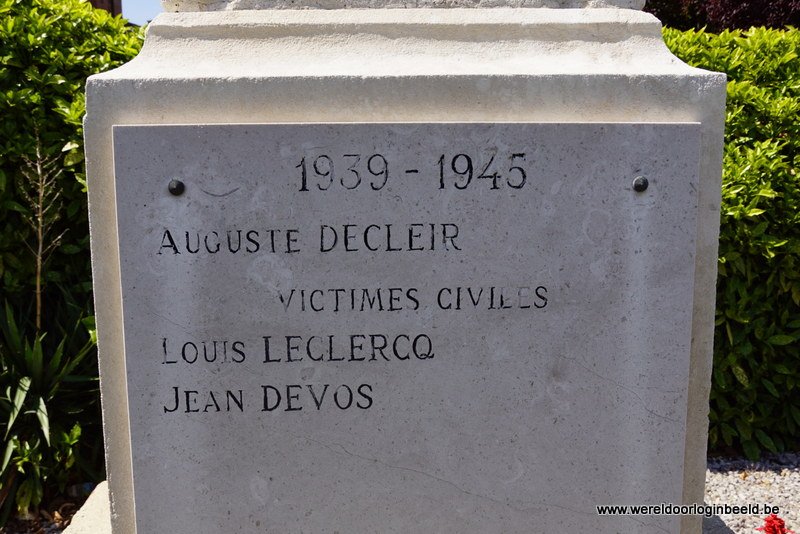 1939 - 1945
AUGUSTE DECLEIR
VICTIMES CIVILES
LOUIS LECLERCQ
JEAN DEVOS
www.wereldoorloginbeeld.be